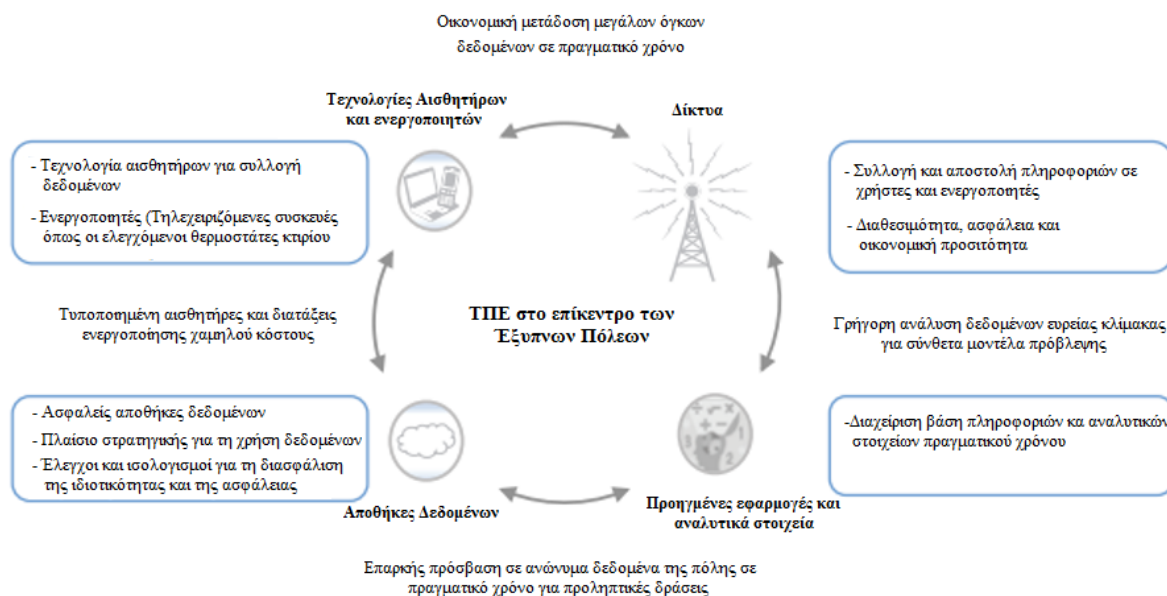 Οικονομική μετάδοση μεγάλων όγκων
δεδομένων σε πραγματικό χρόνο
Τεχνολογίες Αισθητήρων
και ενεργοποιητών
Δίκτυα
- Τεχνολογία αισθητήρων για συλλογή
δεδομένων
- Ενεργοποιητές (Τηλεχειριζόμενες συσκευές
όπως οι ελεγχόμενοι θερμοστάτες κτιρίου
- Συλλογή και αποστολή πληροφοριών σε
χρήστες και ενεργοποιητές
- Διαθεσιμότητα, ασφάλεια και
οικονομική προσιτότητα
Τυποποιημένη αισθητήρες και διατάξεις
ενεργοποίησης χαμηλού κόστους
ΤΠΕ στο επίκεντρο των
Έξυπνων Πόλεων
Γρήγορη ανάλυση δεδομένων ευρείας κλίμακας
για σύνθετα μοντέλα πρόβλεψης
- Ασφαλείς αποθήκες δεδομένων
- Πλαίσιο στρατηγικής για τη χρήση δεδομένων
- Έλεγχοι και ισολογισμοί για τη διασφάλιση
της ιδιοτικότητας και της ασφάλειας
-Διαχείριση βάση πληροφοριών κα αναλυτικών
στοιχείων πραγματικού χρόνου
Αποθήκες Δεδομένων
Προηγμένες εφαρμογές και
αναλυτικά στοιχεία
Επαρκής πρόσβαση σε ανώνυμα δεδομένα της πόλης σε
πραγματικό χρόνο για προληπτικές δράσεις